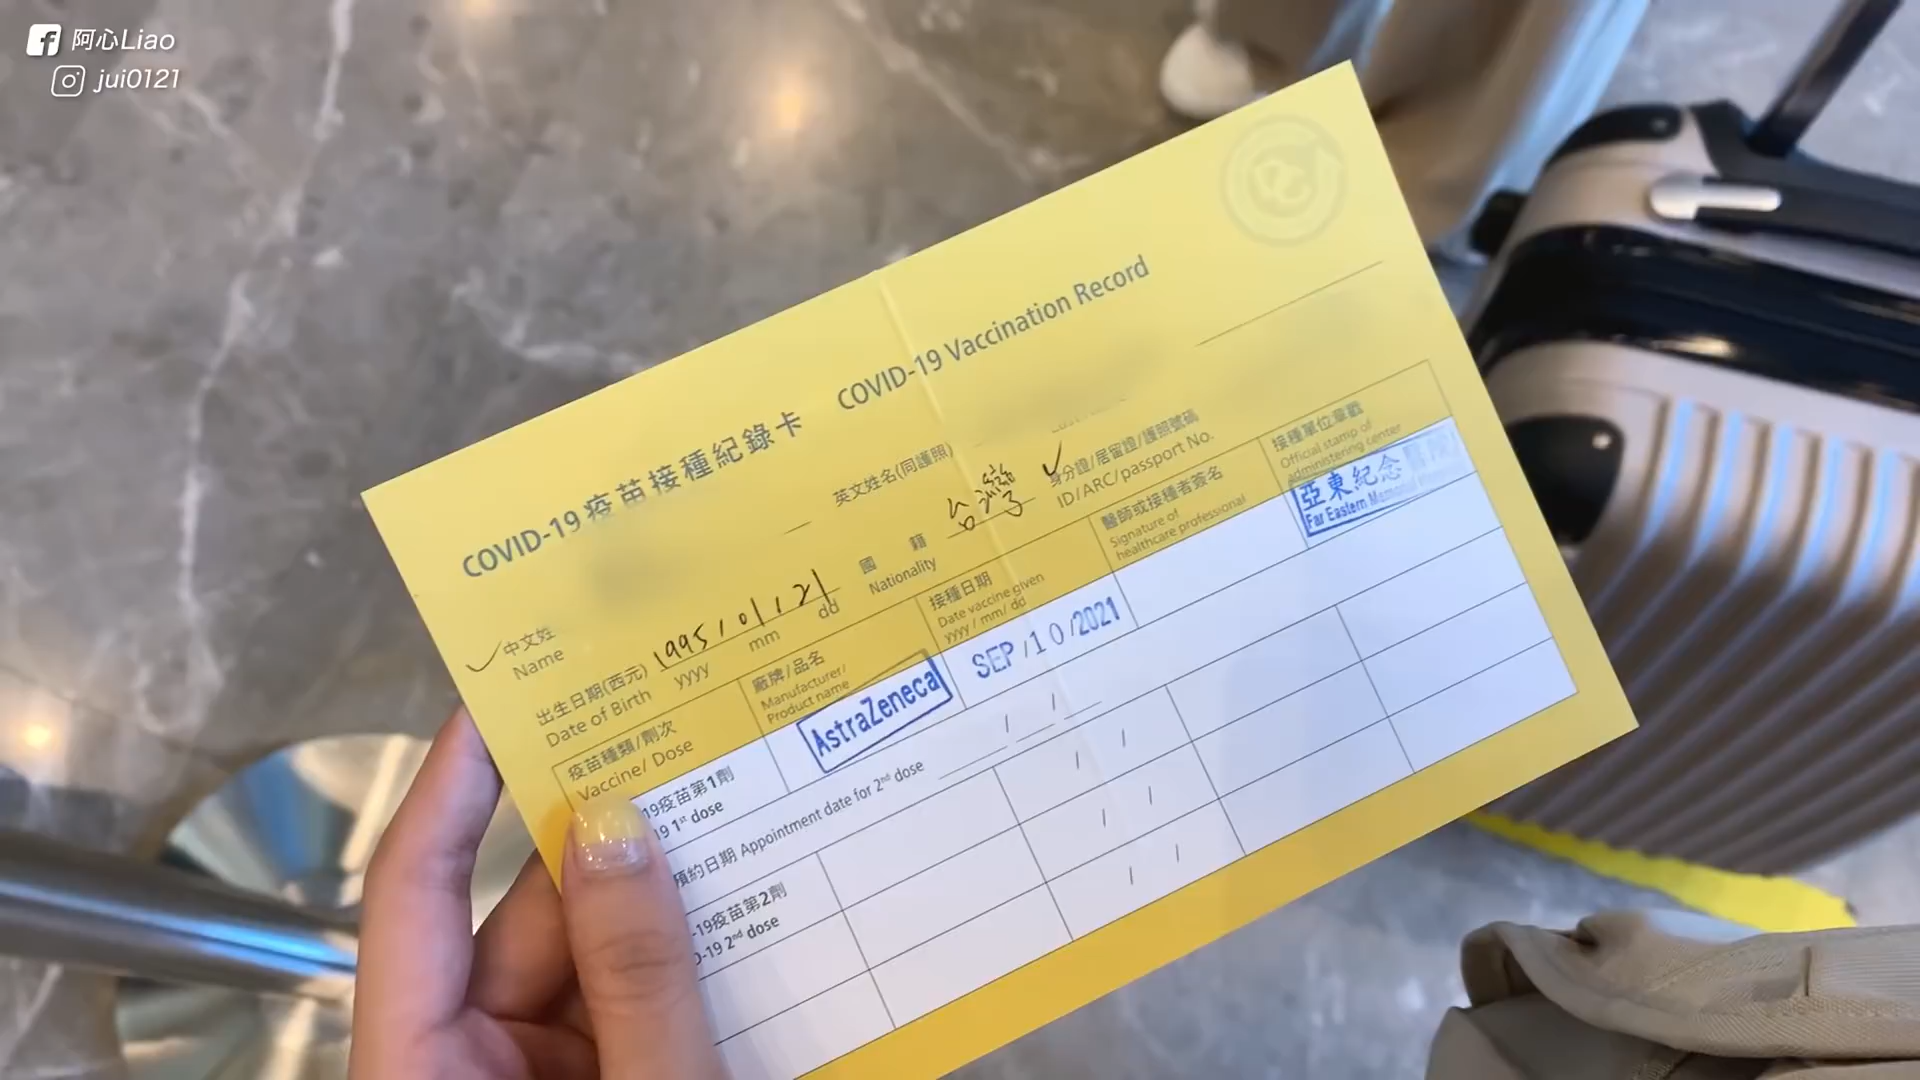 阿心Liao
jui0121
COVID-19疫苗接種紀錄卡 COVID-19 Vaccination Record
中文姓
Name
英文姓名(同護照)
出生日期(西元)
Date of Birth
1995/01/21
yyyy mm dd
國籍
Nationality
台灣
身分證/居留證/護照號碼
ID/ARC/passport No.
疫苗種類/劑次
Vaccine/ Dose
廠牌/品名
Manufacturer/
Product name
接種日期
Date vaccine given
yyyy / mm/ dd
醫師或接種者簽名
Signature of
healthcare professional
接種單位章戳
Official stamp of
administering center
19疫苗第1劑
19 1st dose
AstraZeneca
SEP/10/2021
亞東紀念
Far Eastern Memorial
預約日期 Appointment date for 2nd dose / /
-19疫苗第2劑
-19 2nd dose
/ /
/ /
/ /